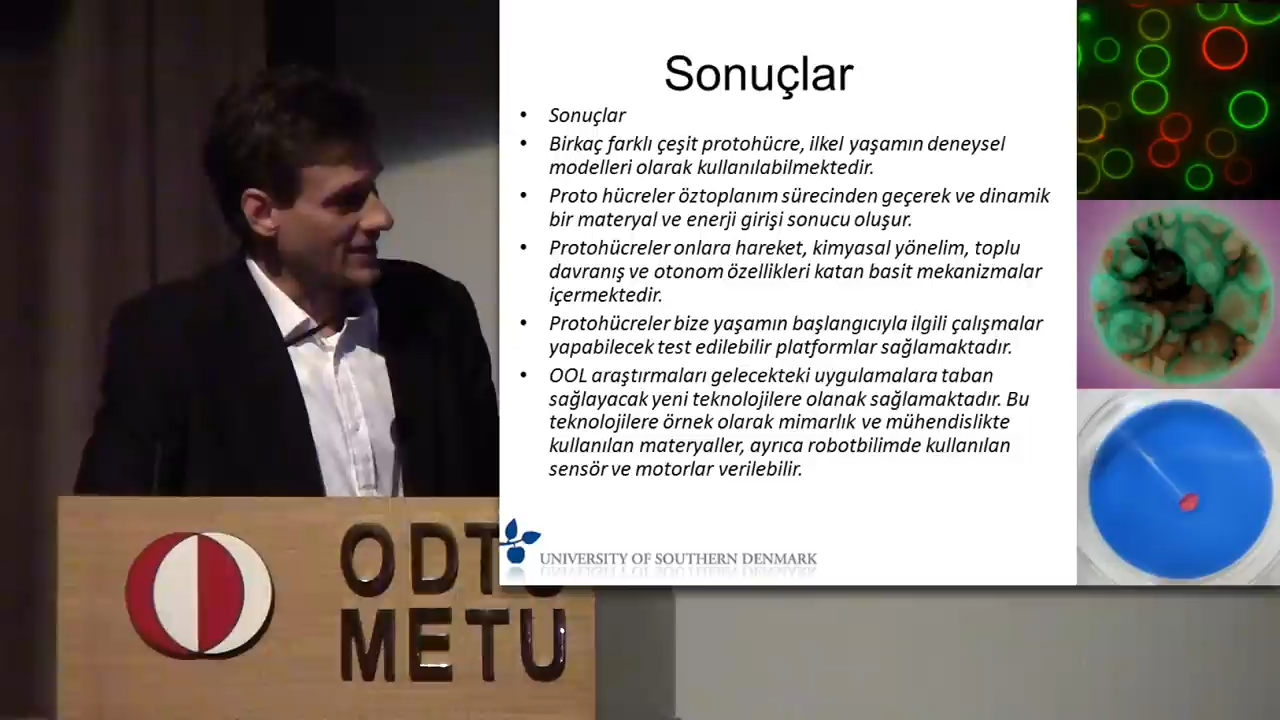 Sonuçlar
• Sonuçlar
• Birkaç farklı çeşit protohücre, ilkel yaşamın deneysel
modelleri olarak kullanılabilmektedir.
• Proto hücreler öztoplanım sürecinden geçerek ve dinamik
bir materyal ve enerji girişi sonucu oluşur.
• Protohücreler onlara hareket, kimyasal yönelim, toplu
davranış ve otonom özellikleri katan basit mekanizmalar
içermektedir.
• Protohücreler bize yaşamın başlangıcıyla ilgili çalışmalar
yapabilecek test edilebilir platformlar sağlamaktadır.
• OOL araştırmaları gelecekteki uygulamalara taban
sağlayacak yeni teknolojilere olanak sağlamaktadır. Bu
teknolojilere örnek olarak mimarlık ve mühendislikte
kullanılan materyaller, ayrıca robotbilimde kullanılan
sensör ve motorlar verilebilir.
UNIVERSITY OF SOUTHERN DENMARK
ODTÜ
METU